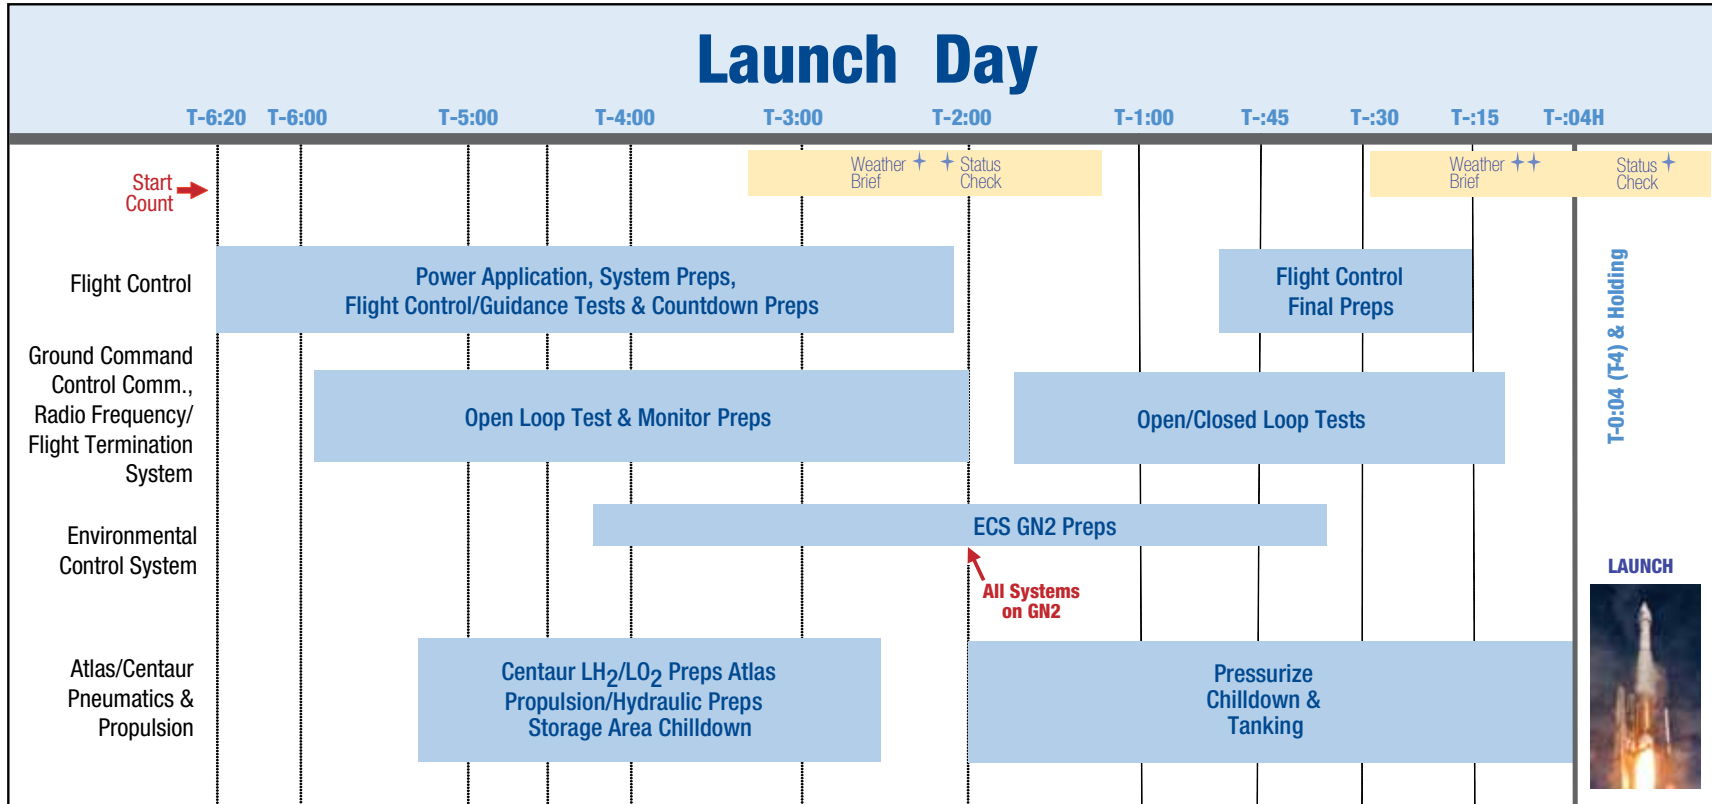 Launch Day
T-6:20 T-6:00 T-5:00 T-4:00 T-3:00 T-2:00 T-1:00 T-:45 T-:30 T-:15 T-:04H
Start
Count
Weather
Brief
Status
Check
Weather
Brief
Status
Check
Flight Control
Power Application, System Preps,
Flight Control/Guidance Tests & Countdown Preps
Flight Control
Final Preps
T-0:04 (T-4) & Holding
Ground Command
Control Comm.,
Radio Frequency/
Flight Termination
System
Open Loop Test & Monitor Preps
Open/Closed Loop Tests
Environmental
Control System
ECS GN2 Preps
All Systems
on GN2
LAUNCH
Atlas/Centaur
Pneumatics &
Propulsion
Centaur LH2/LO2 Preps Atlas
Propulsion/Hydraulic Preps
Storage Area Chilldown
Pressurize
Chilldown &
Tanking